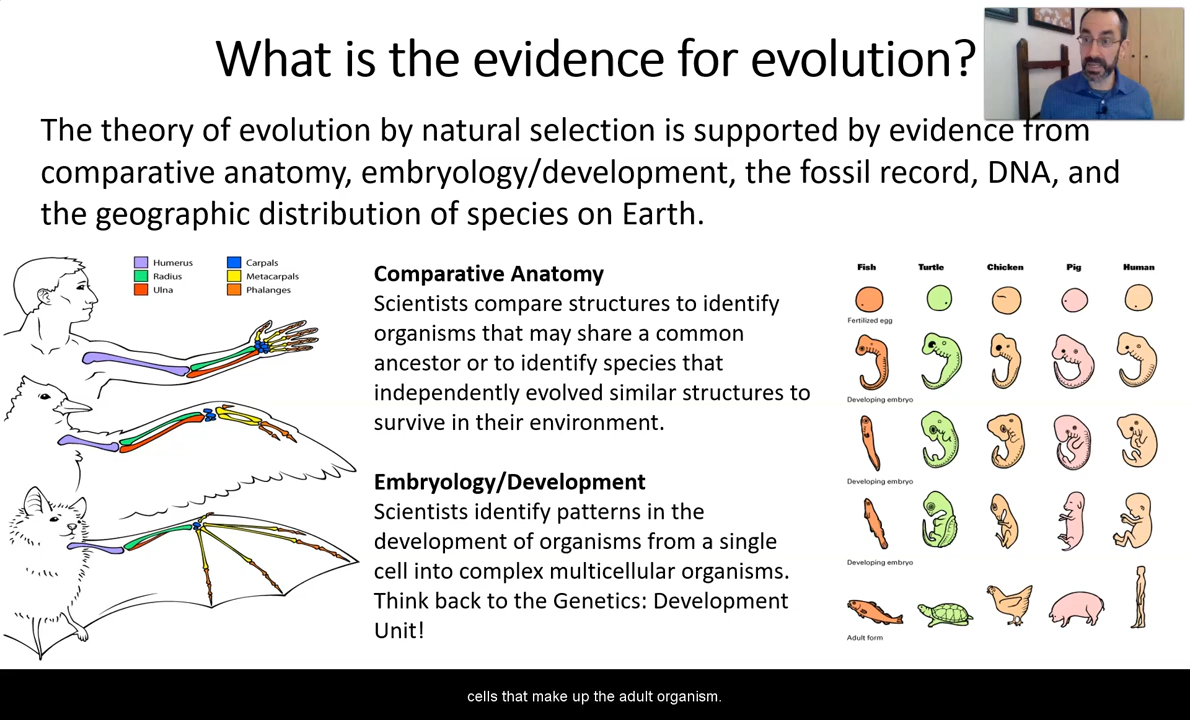 What is the evidence for evolution?
The theory of evolution by natural selection is supported by evidence from
comparative anatomy, embryology/development, the fossil record, DNA, and
the geographic distribution of species on Earth.
Humerus
Radius
Ulna
Carpals
Metacarpals
Phalanges
Comparative Anatomy
Scientists compare structures to identify
organisms that may share a common
ancestor or to identify species that
independently evolved similar structures to
survive in their environment.
Embryology/Development
Scientists identify patterns in the
development of organisms from a single
cell into complex multicellular organisms.
Think back to the Genetics: Development
Unit!
Fish Turtle Chicken Pig Human
Fertilized egg
Developing embryo
Developing embryo
Developing embryo
Adult form
cells that make up the adult organism.